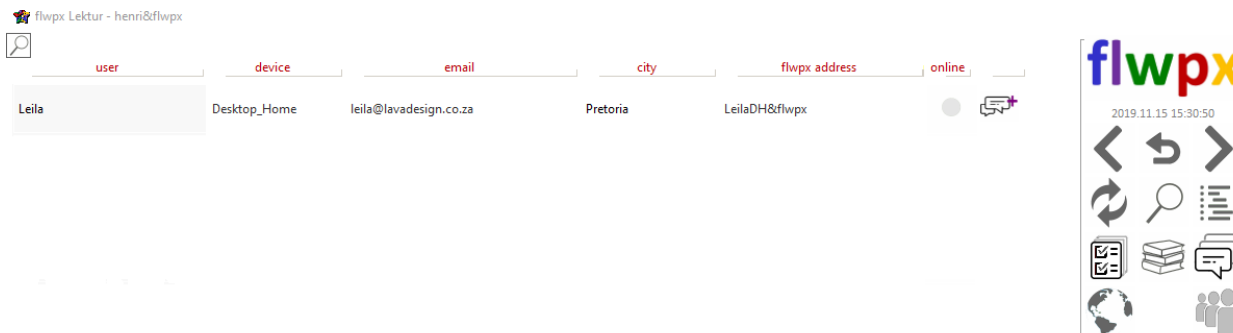 flwpx Lektur - henri&flwpx
user device email city flwpx address online
Leila Desktop_Home leila@lavadesign.co.za Pretoria LeilaDH&flwpx
flwpx
2019.11.15 15:30:50